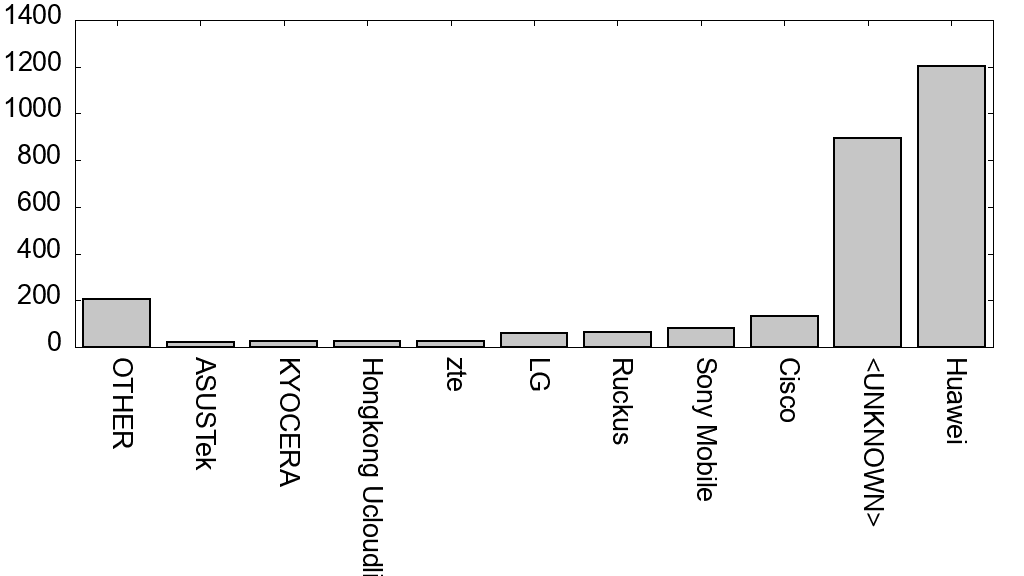 1400
1200
1000
800
600
400
200
0
OTHER
ASUSTek
KYOCERA
Hongkong Ucloudli
zte
LG
Ruckus
Sony Mobile
Cisco
<UNKNOWN>
Huawei